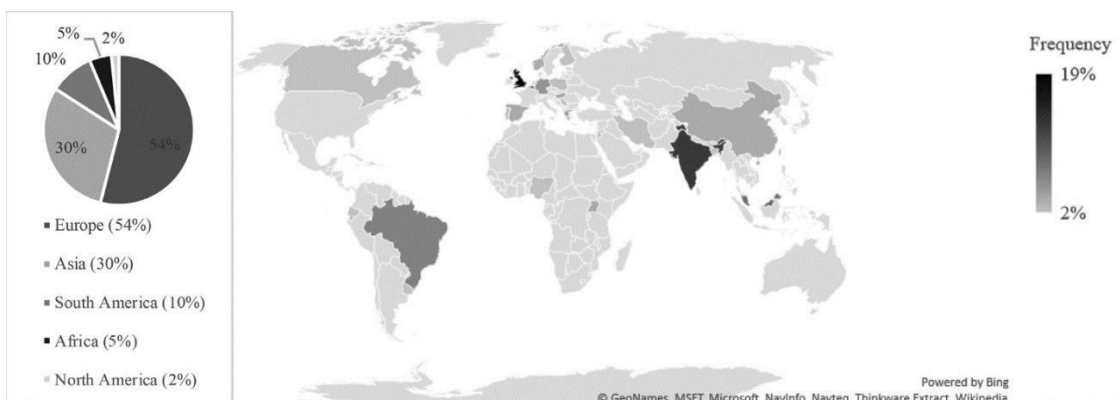 5%
2%
10%
30%
54%
Europe (54%)
Asia (30%)
South America (10%)
Africa (5%)
North America (2%)
Frequency
19%
2%
Powered by Bing
© GeoNames, MSFT, Microsoft, NavInfo, Navteq, Thinkware Extract, Wikipedia